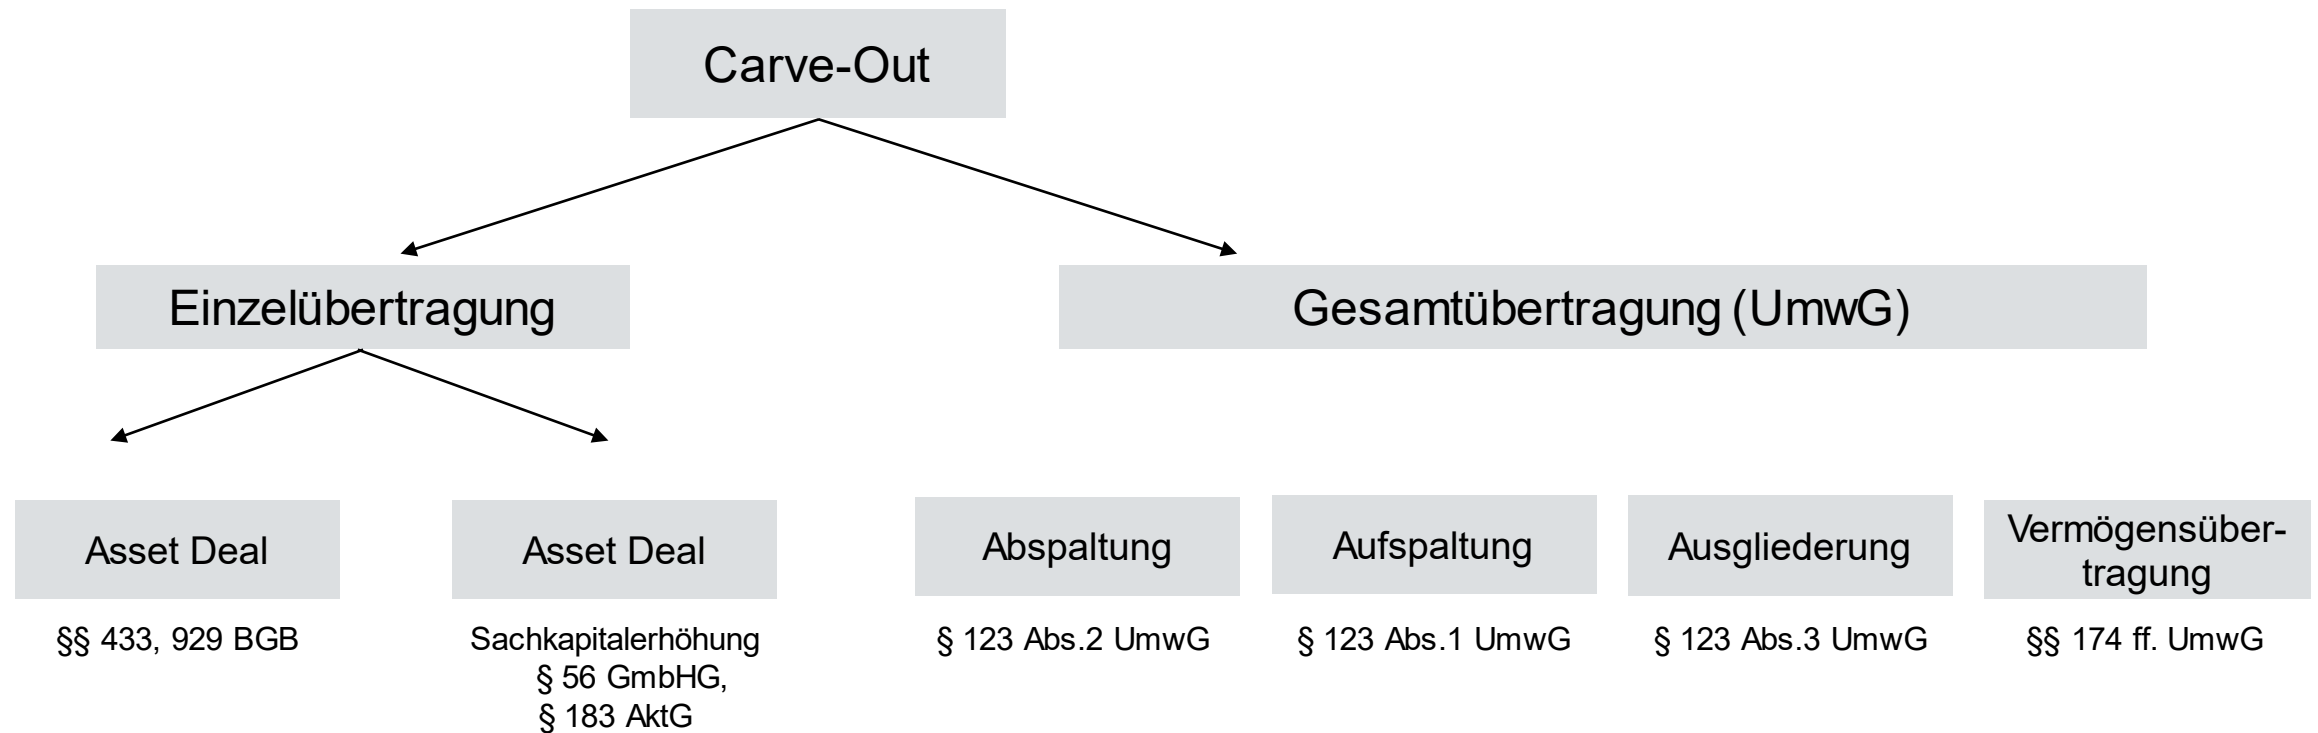 Carve-Out
Einzelübertragung
Gesamtübertragung (UmwG)
Asset Deal
§§ 433, 929 BGB
Asset Deal
Sachkapitalerhöhung
§ 56 GmbHG,
§ 183 AktG
Abspaltung
§ 123 Abs.2 UmwG
Aufspaltung
§ 123 Abs.1 UmwG
Ausgliederung
§ 123 Abs.3 UmwG
Vermögensüber-
tragung
§§ 174 ff. UmwG